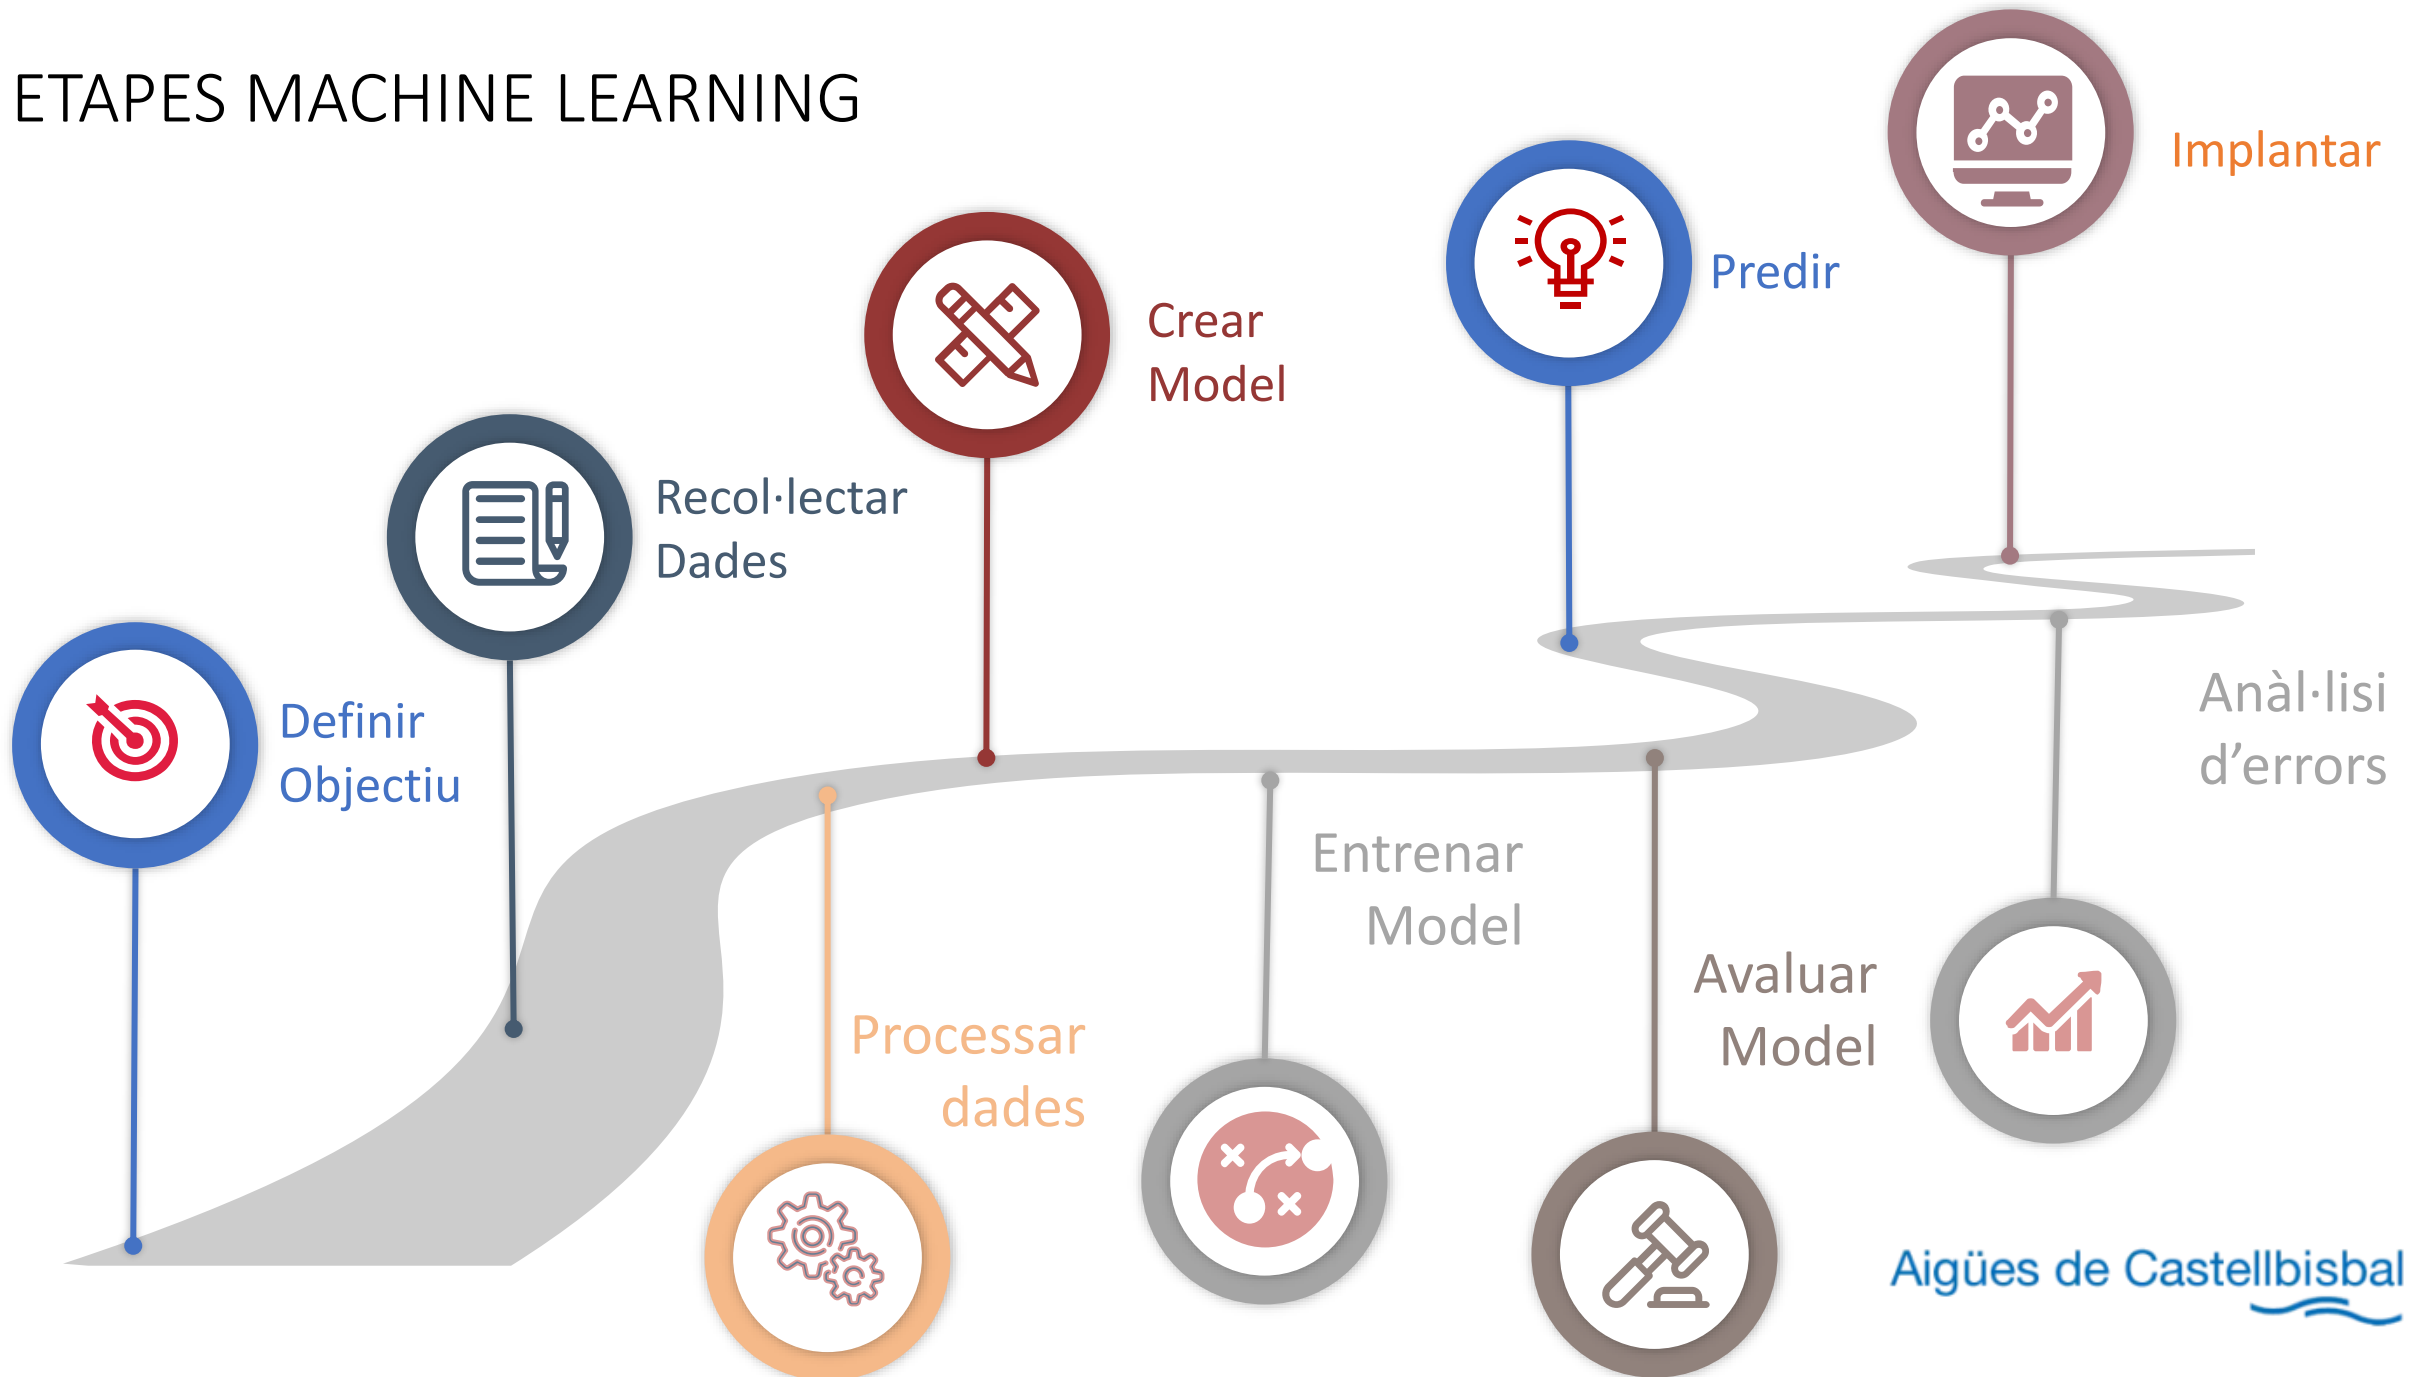 ETAPES MACHINE LEARNING
Definir
Objectiu
Recol·lectar
Dades
Processar
dades
Crear
Model
Entrenar
Model
Avaluar
Model
Predir
Anàl·lisi
d’errors
Implantar
Aigües de Castellbisbal